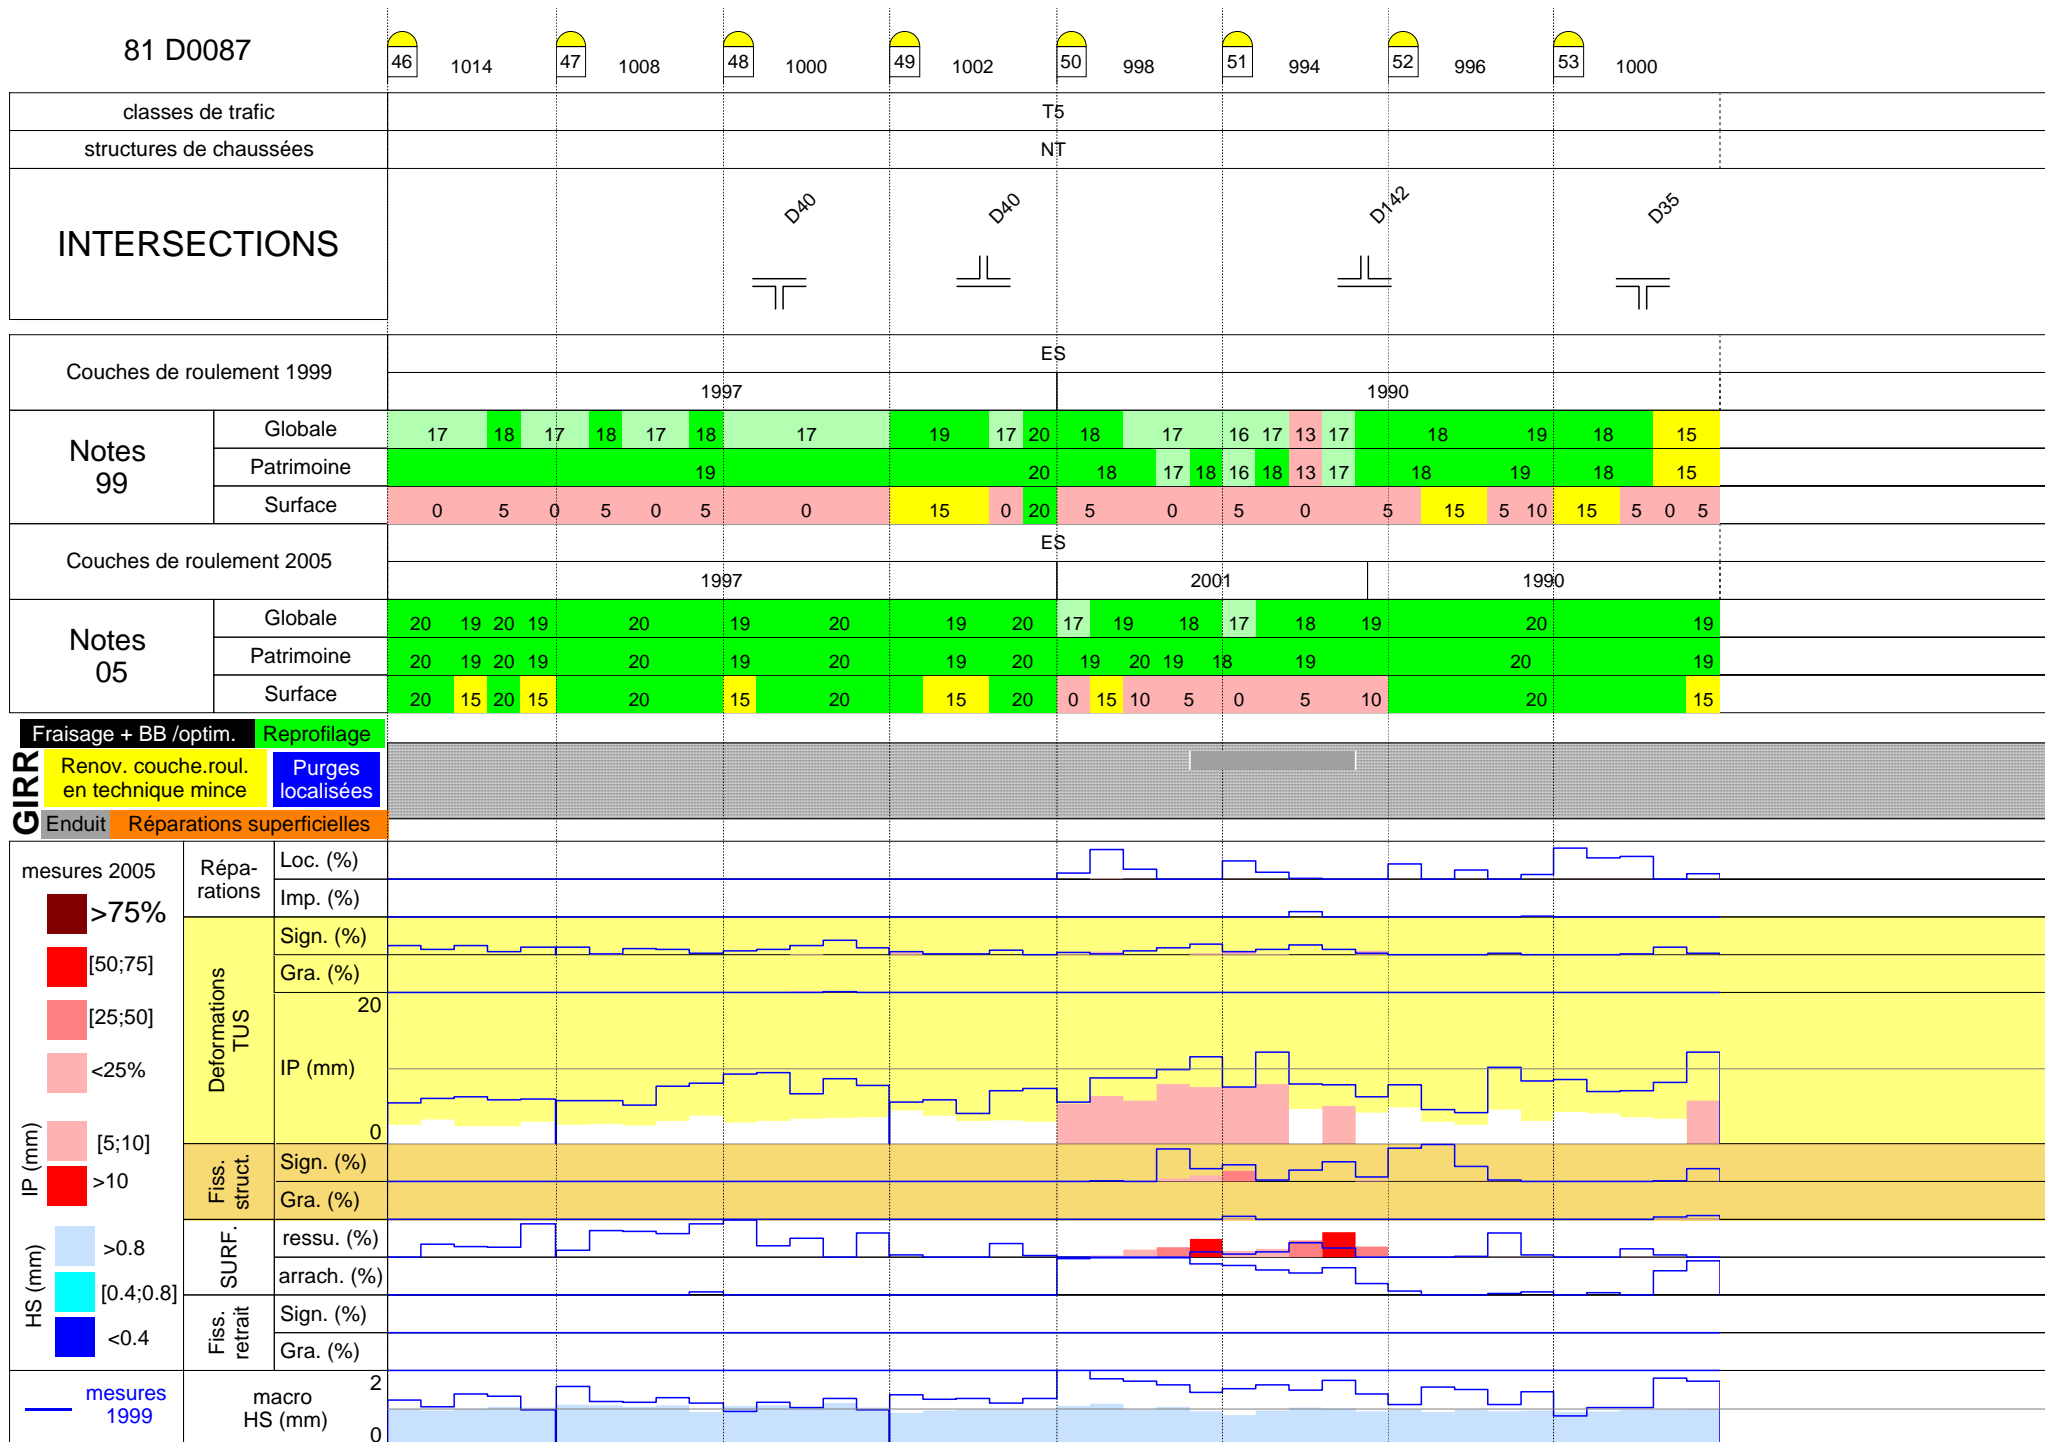 81 D0087
46 1014 47 1008 48 1000 49 1002 50 998 51 994 52 996 53 1000
classes de trafic T5
structures de chaussées NT
INTERSECTIONS D40 D40 D142 D35
Couches de roulement 1999 ES
1997 1990
Notes 99
Globale 17 18 17 18 17 18 17 19 17 20 18 17 16 17 13 17 18 19 18 15
Patrimoine 19 20 18 17 18 16 18 13 17 18 19 18 15
Surface 0 5 0 5 0 5 0 15 0 20 5 0 5 0 5 15 5 10 15 5 0 5
Couches de roulement 2005 ES
1997 2001 1990
Notes 05
Globale 20 19 20 19 20 19 20 19 20 17 19 18 17 18 19 20 19
Patrimoine 20 19 20 19 20 19 20 19 20 19 20 19 18 19 20 19
Surface 20 15 20 15 20 15 20 15 20 0 15 10 5 0 5 10 20 15
GIRR
Fraisage + BB /optim. Reprofilage
Renov. couche.roul. en technique mince
Purges localisées
Enduit Réparations superficielles
mesures 2005
>75%
[50;75]
[25;50]
<25%
IP (mm)
[5;10]
>10
HS (mm)
>0.8
[0.4;0.8]
<0.4
mesures 1999
Répa-
rations
Loc. (%)
Imp. (%)
Deformations TUS
Sign. (%)
Gra. (%)
20
IP (mm)
0
Fiss. struct.
Sign. (%)
Gra. (%)
SURF.
ressu. (%)
arrach. (%)
Fiss. retrait
Sign. (%)
Gra. (%)
macro HS (mm)
2
0